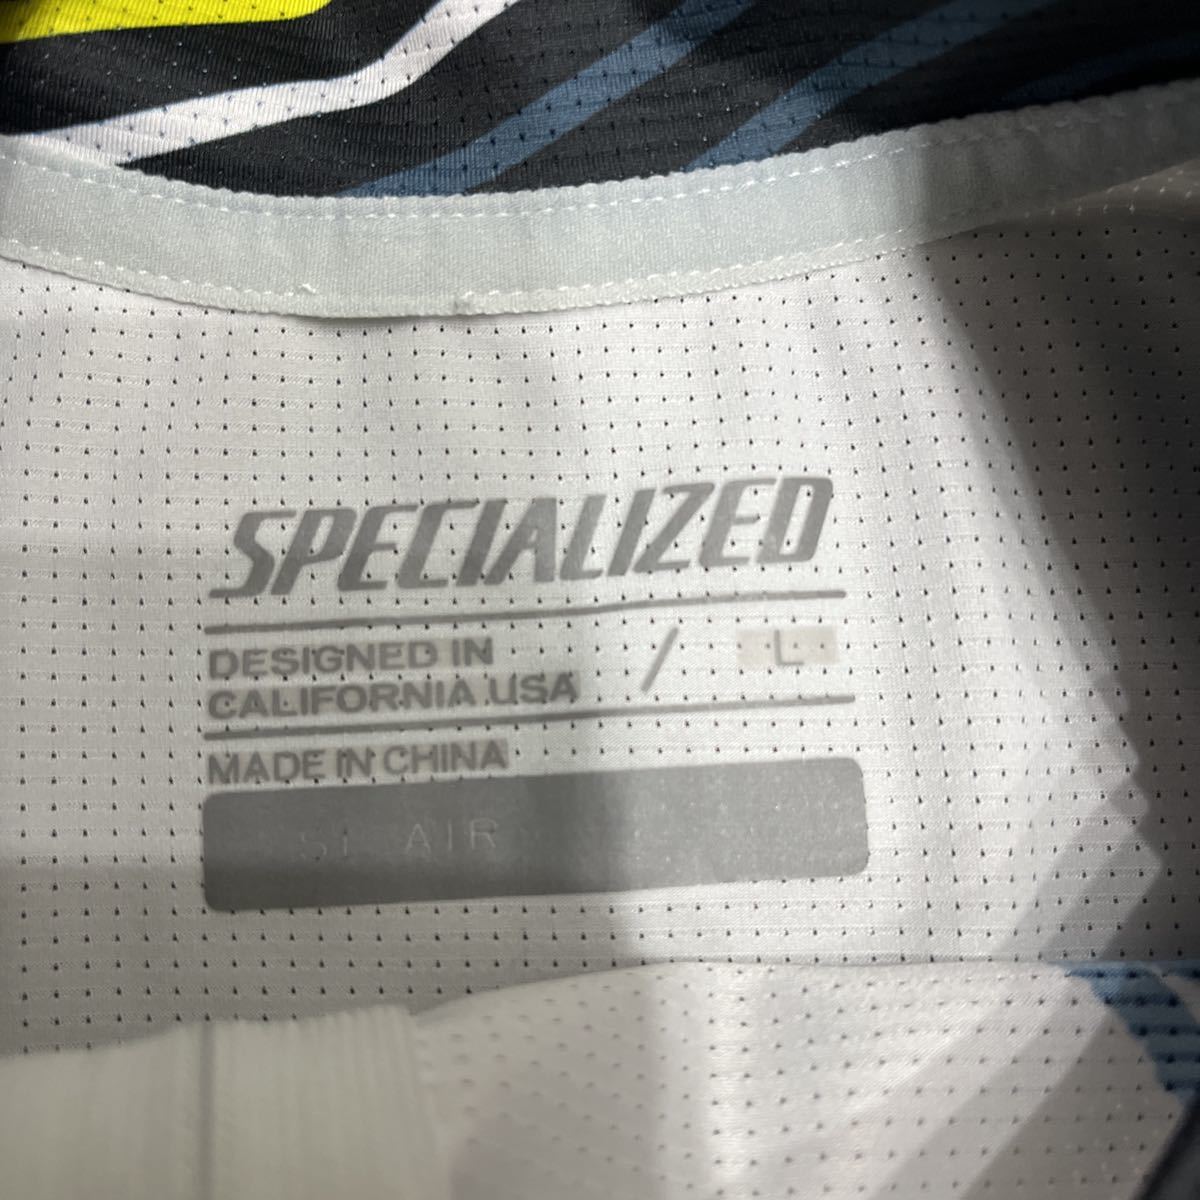 SPECIALIZED
DESIGNED IN
CALIFORNIA, USA / L
MADE IN CHINA
SL AIR